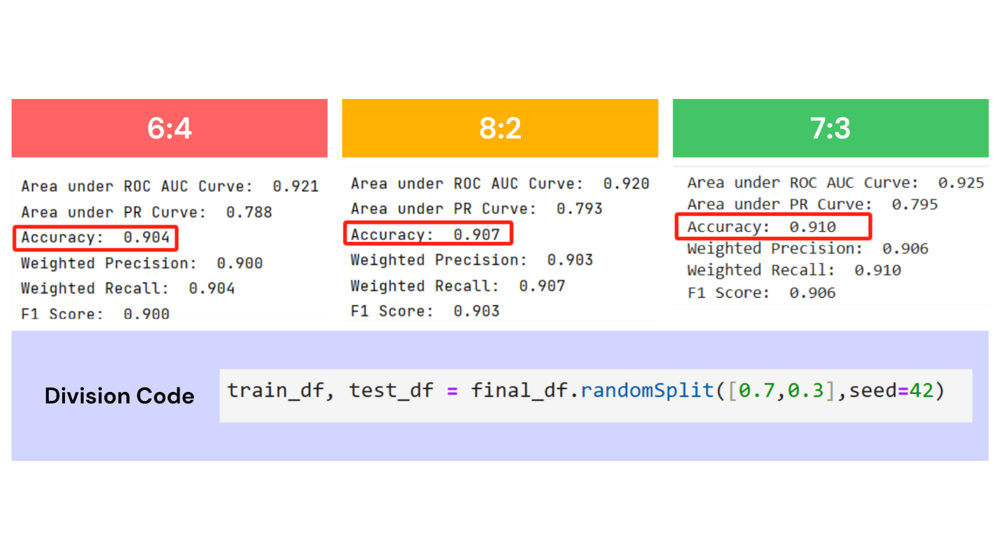 6:4
Area under ROC AUC Curve: 0.921
Area under PR Curve: 0.788
Accuracy: 0.904
Weighted Precision: 0.900
Weighted Recall: 0.904
F1 Score: 0.900
8:2
Area under ROC AUC Curve: 0.920
Area under PR Curve: 0.793
Accuracy: 0.907
Weighted Precision: 0.903
Weighted Recall: 0.907
F1 Score: 0.903
7:3
Area under ROC AUC Curve: 0.925
Area under PR Curve: 0.795
Accuracy: 0.910
Weighted Precision: 0.906
Weighted Recall: 0.910
F1 Score: 0.906
Division Code
train_df, test_df = final_df.randomSplit([0.7,0.3],seed=42)